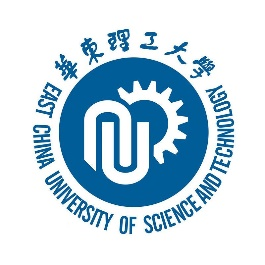 華東理工大學
EAST CHINA UNIVERSITY OF SCIENCE AND TECHNOLOGY